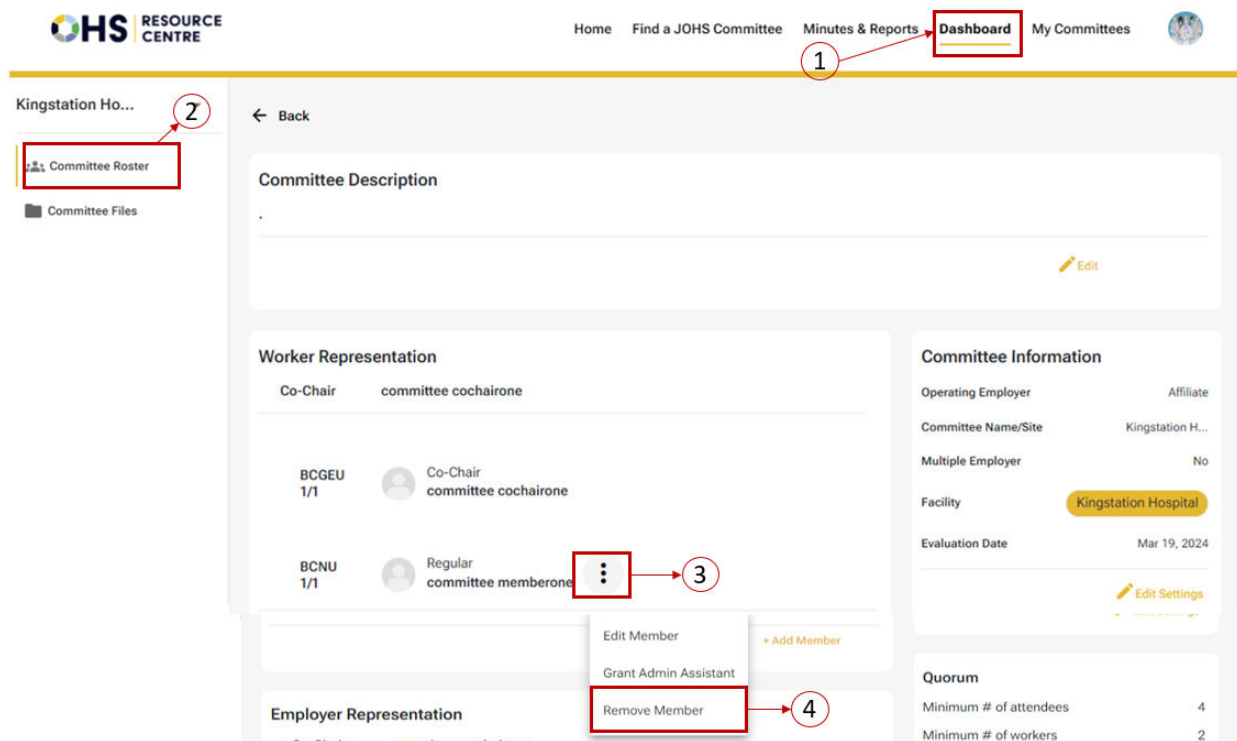 OHS RESOURCE CENTRE
Home Find a JOHS Committee Minutes & Reports Dashboard My Committees
1
Kingstation Ho...
2
Committee Roster
Committee Files
Back
Committee Description
.
Edit
Worker Representation
Co-Chair committee cochairone
BCGEU
1/1
Co-Chair
committee cochairone
BCNU
1/1
Regular
committee memberone
3
Edit Member
Grant Admin Assistant
Remove Member
4
+ Add Member
Employer Representation
Committee Information
Operating Employer Affiliate
Committee Name/Site Kingstation H...
Multiple Employer No
Facility Kingstation Hospital
Evaluation Date Mar 19, 2024
Edit Settings
Quorum
Minimum # of attendees 4
Minimum # of workers 2